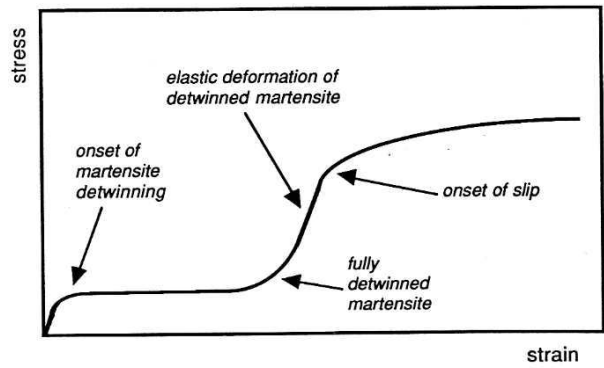 stress
elastic deformation of
detwinned martensite
onset of
martensite
detwinning
onset of slip
fully
detwinned
martensite
strain